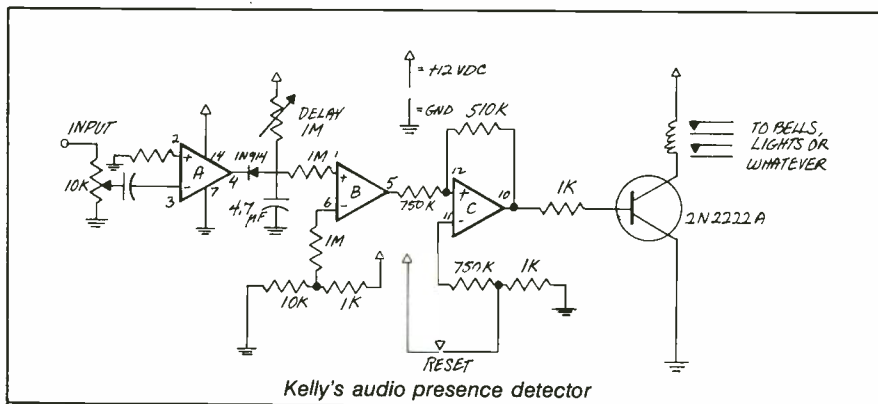 INPUT
10K
2
+
A
-
3
14
7
4
1N914
DELAY
1M
4.7
µF
1M
1
+
B
-
6
5
1M
10K
1K
= +12 VDC
= GND
510K
750K
12
+
C
-
11
10
750K
1K
RESET
1K
2N2222A
TO BELLS,
LIGHTS OR
WHATEVER
Kelly's audio presence detector